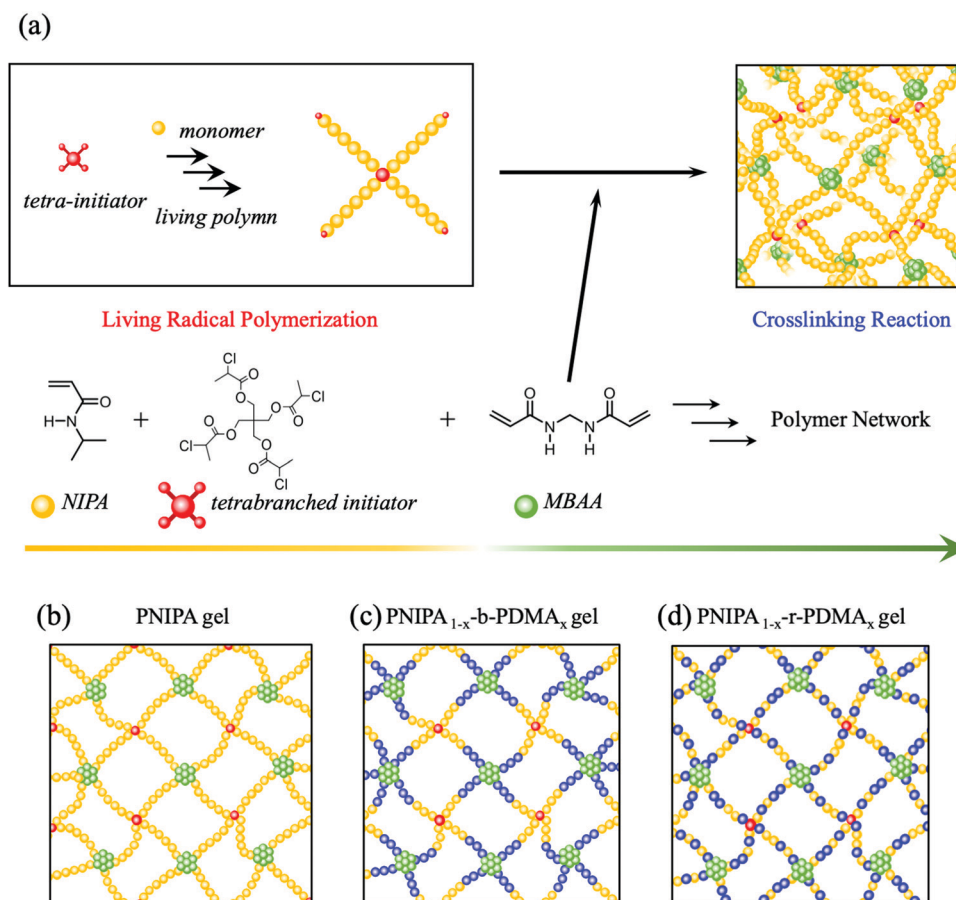 (a)
monomer
tetra-initiator
living polymn
Living Radical Polymerization
Crosslinking Reaction
Cl
O
O
O
Cl
O
O
H-N
+
O
O
Cl
O
O
Cl
+
O
O
N
N
H
H
Polymer Network
NIPA
tetrabranched initiator
MBAA
(b)
PNIPA gel
(c) PNIPA1-x-b-PDMAx gel
(d) PNIPA1-x-r-PDMAx gel